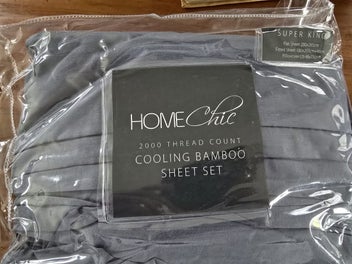 HOME Chic
2000 THREAD COUNT
COOLING BAMBOO
SHEET SET
SUPER KING